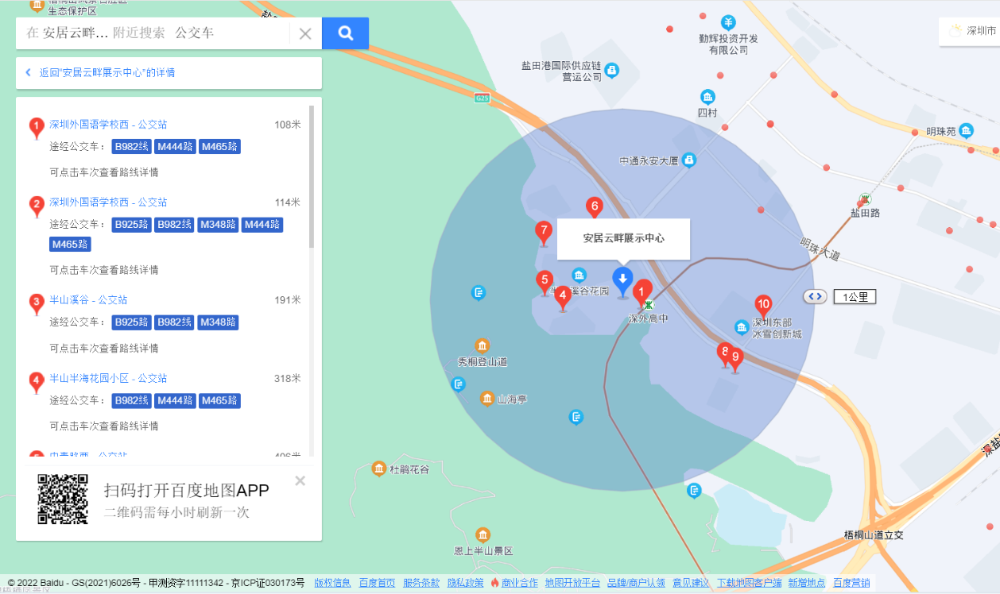 生态保护区
在 安居云畔... 附近搜索 公交车
深圳市
返回"安居云畔展示中心"的详情
1 深圳外国语学校西 - 公交站 108米
途经公交车： B982线 M444路 M465路
可点击车次查看路线详情
2 深圳外国语学校西 - 公交站 114米
途经公交车： B925路 B982线 M348路 M444路
M465路
可点击车次查看路线详情
3 半山溪谷 - 公交站 191米
途经公交车： B925路 B982线 M348路
可点击车次查看路线详情
4 半山半海花园小区 - 公交站 318米
途经公交车： B982线 M444路 M465路
可点击车次查看路线详情
扫码打开百度地图APP
二维码需每小时刷新一次
勤辉投资开发
有限公司
盐田港国际供应链
营运公司
G25
四村
明珠苑
中通永安大厦
盐田路
明珠大道
6
7
安居云畔展示中心
5
4
1
半山溪谷花园
深外高中
1公里
10
深圳东部
冰雪创新城
8
9
秀桐登山道
山海亭
杜鹃花谷
恩上半山景区
梧桐山道立交
© 2022 Baidu - GS(2021)6026号 - 甲测资字11111342 - 京ICP证030173号 百度信息 百度首页 服务条款 隐私政策 商业合作 地图开放平台 品牌/商户认领 意见建议 下载地图客户端 新增地点 百度营销